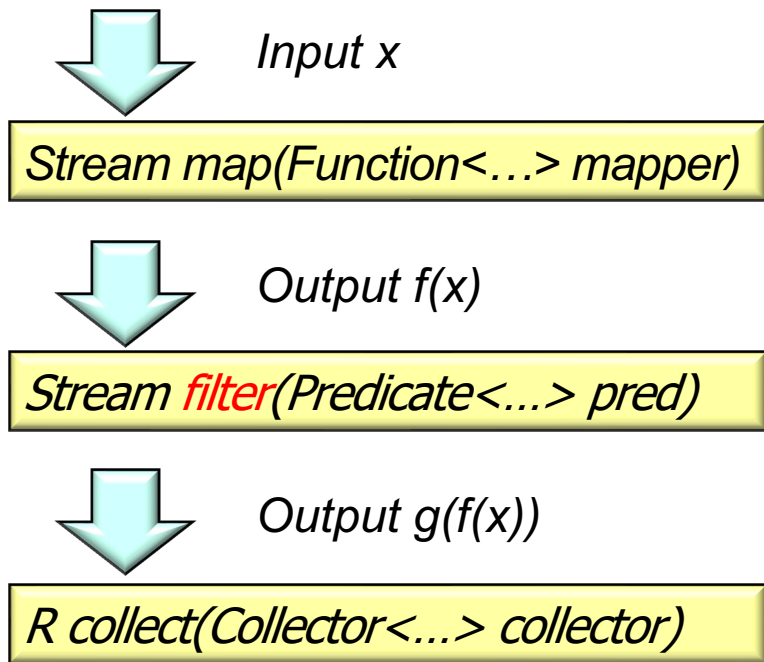 Input x
Stream map(Function<…> mapper)
Output f(x)
Stream filter(Predicate<...> pred)
Output g(f(x))
R collect(Collector<...> collector)